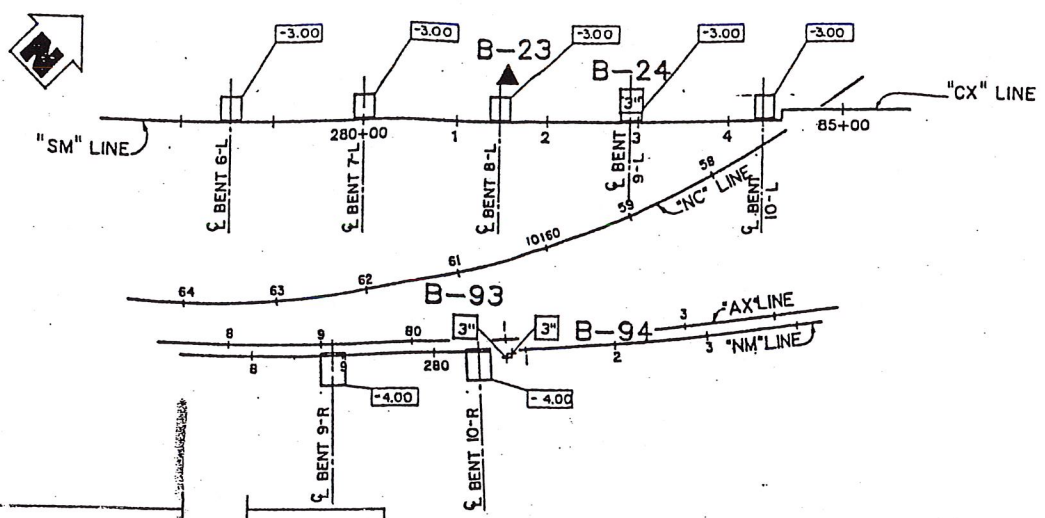 N
-3.00
-3.00
-3.00
-3.00
-3.00
B-23
B-24
3"
"SM" LINE
280+00
1
2
3
4
85+00
"CX" LINE
℄ BENT 6-L
℄ BENT 7-L
℄ BENT 8-L
℄ BENT 9-L
℄ BENT 10-L
64
63
62
61
10160
59
58
"NC" LINE
B-93
B-94
3"
3"
8
9
80
3
"AX" LINE
8
9
280
2
3
"NM" LINE
-4.00
-4.00
℄ BENT 9-R
℄ BENT 10-R